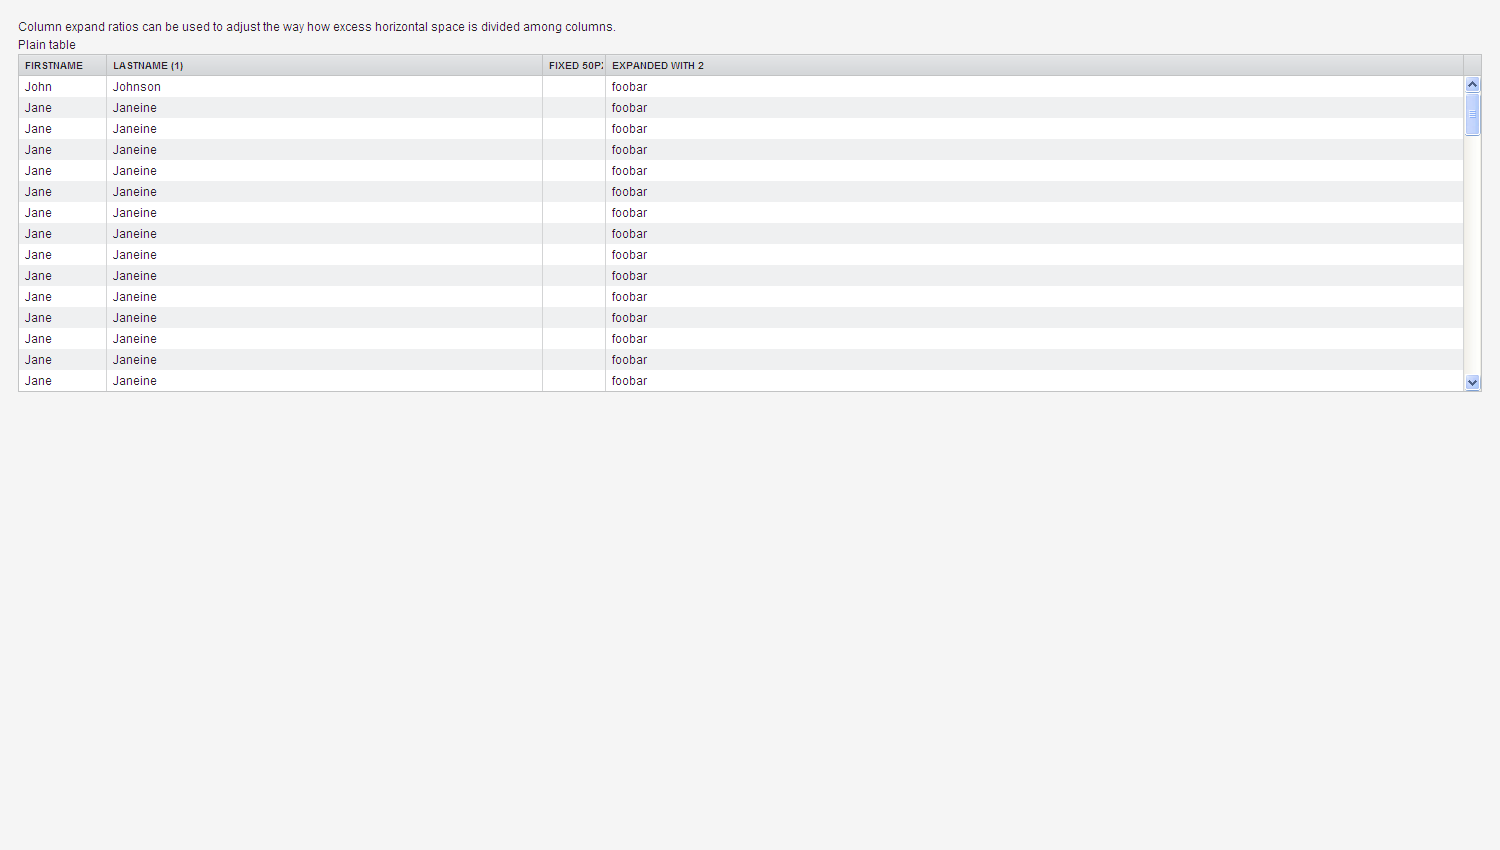 Column expand ratios can be used to adjust the way how excess horizontal space is divided among columns.
Plain table
FIRSTNAME LASTNAME (1) FIXED 50P EXPANDED WITH 2
John Johnson foobar
Jane Janeine foobar
Jane Janeine foobar
Jane Janeine foobar
Jane Janeine foobar
Jane Janeine foobar
Jane Janeine foobar
Jane Janeine foobar
Jane Janeine foobar
Jane Janeine foobar
Jane Janeine foobar
Jane Janeine foobar
Jane Janeine foobar
Jane Janeine foobar
Jane Janeine foobar